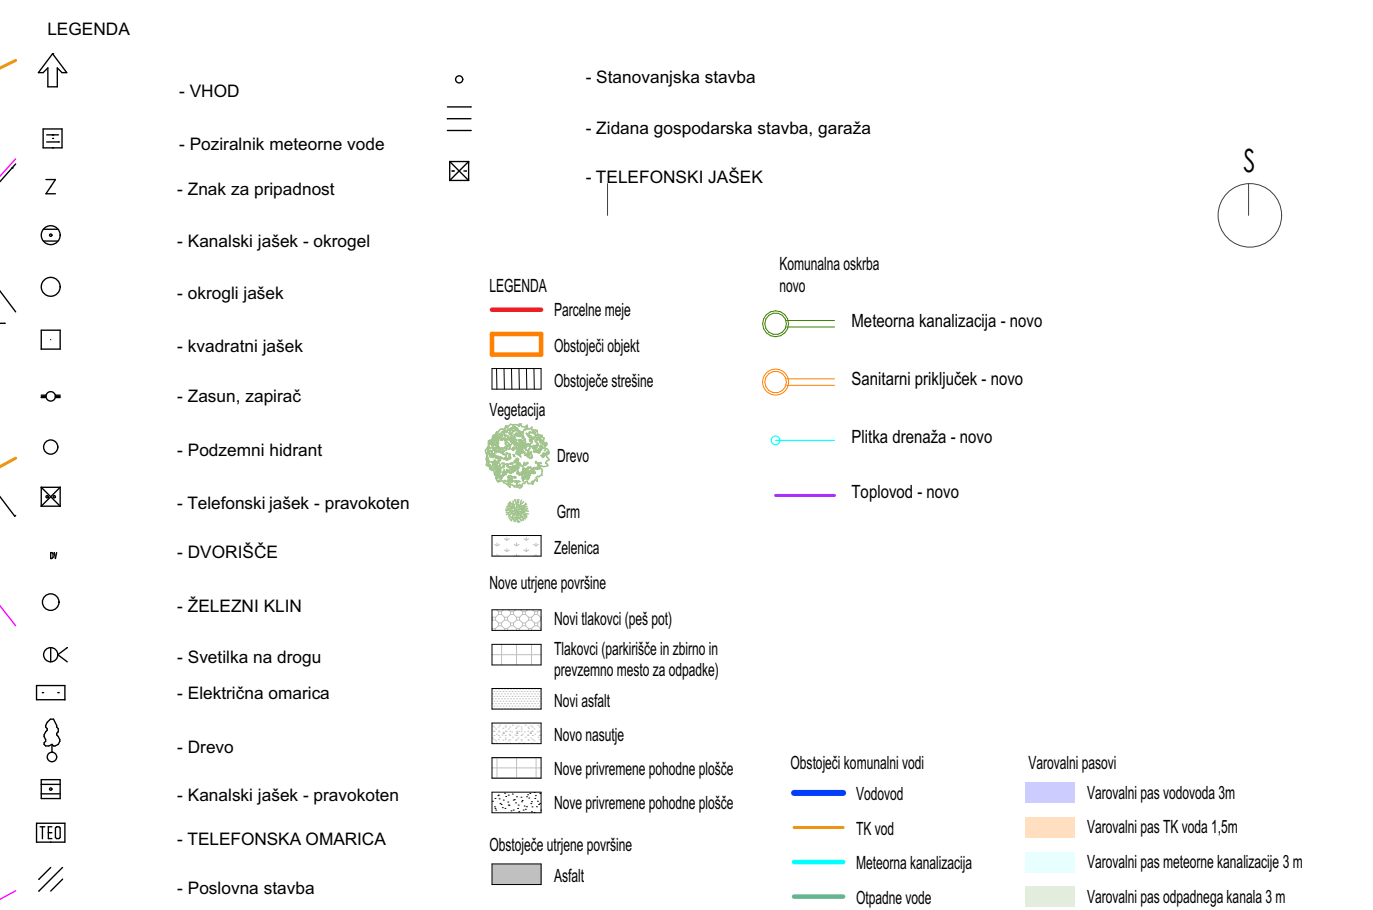 LEGENDA
- VHOD
- Poziralnik meteorne vode
Z
- Znak za pripadnost
- Kanalski jašek - okrogel
- okrogli jašek
- kvadratni jašek
- Zasun, zapirač
- Podzemni hidrant
- Telefonski jašek - pravokoten
DV
- DVORIŠČE
- ŽELEZNI KLIN
- Svetilka na drogu
- Električna omarica
- Drevo
- Kanalski jašek - pravokoten
TEO
- TELEFONSKA OMARICA
- Poslovna stavba
- Stanovanjska stavba
- Zidana gospodarska stavba, garaža
- TELEFONSKI JAŠEK
S
LEGENDA
Parcelne meje
Obstoječi objekt
Obstoječe strešine
Vegetacija
Drevo
Grm
Zelenica
Nove utrjene površine
Novi tlakovci (peš pot)
Tlakovci (parkirišče in zbirno in
prevzemno mesto za odpadke)
Novi asfalt
Novo nasutje
Nove privremene pohodne plošče
Nove privremene pohodne plošče
Obstoječe utrjene površine
Asfalt
Komunalna oskrba
novo
Meteorna kanalizacija - novo
Sanitarni priključek - novo
Plitka drenaža - novo
Toplovod - novo
Obstoječi komunalni vodi
Vodovod
TK vod
Meteorna kanalizacija
Otpadne vode
Varovalni pasovi
Varovalni pas vodovoda 3m
Varovalni pas TK voda 1,5m
Varovalni pas meteorne kanalizacije 3 m
Varovalni pas odpadnega kanala 3 m